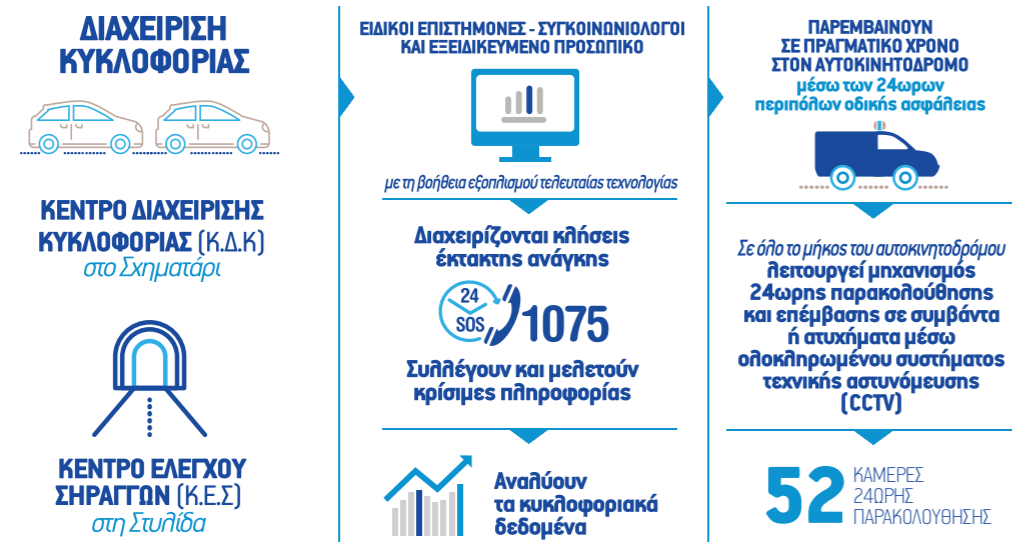 ΔΙΑΧΕΙΡΙΣΗ
ΚΥΚΛΟΦΟΡΙΑΣ
ΚΕΝΤΡΟ ΔΙΑΧΕΙΡΙΣΗΣ
ΚΥΚΛΟΦΟΡΙΑΣ (Κ.Δ.Κ)
στο Σχηματάρι
ΚΕΝΤΡΟ ΕΛΕΓΧΟΥ
ΣΗΡΑΓΓΩΝ (Κ.Ε.Σ)
στη Στυλίδα
ΕΙΔΙΚΟΙ ΕΠΙΣΤΗΜΟΝΕΣ - ΣΥΓΚΟΙΝΩΝΙΟΛΟΓΟΙ
ΚΑΙ ΕΞΕΙΔΙΚΕΥΜΕΝΟ ΠΡΟΣΩΠΙΚΟ
με τη βοήθεια εξοπλισμού τελευταίας τεχνολογίας
Διαχειρίζονται κλήσεις
έκτακτης ανάγκης
24
SOS
1075
Συλλέγουν και μελετούν
κρίσιμες πληροφορίας
Αναλύουν
τα κυκλοφοριακά
δεδομένα
ΠΑΡΕΜΒΑΙΝΟΥΝ
ΣΕ ΠΡΑΓΜΑΤΙΚΟ ΧΡΟΝΟ
ΣΤΟΝ ΑΥΤΟΚΙΝΗΤΟΔΡΟΜΟ
μέσω των 24ωρων
περιπόλων οδικής ασφάλειας
Σε όλο το μήκος του αυτοκινητοδρόμου
λειτουργεί μηχανισμός
24ωρης παρακολούθησης
και επέμβασης σε συμβάντα
ή ατυχήματα μέσω
ολοκληρωμένου συστήματος
τεχνικής αστυνόμευσης
(CCTV)
52
ΚΑΜΕΡΕΣ
24ΩΡΗΣ
ΠΑΡΑΚΟΛΟΥΘΗΣΗΣ